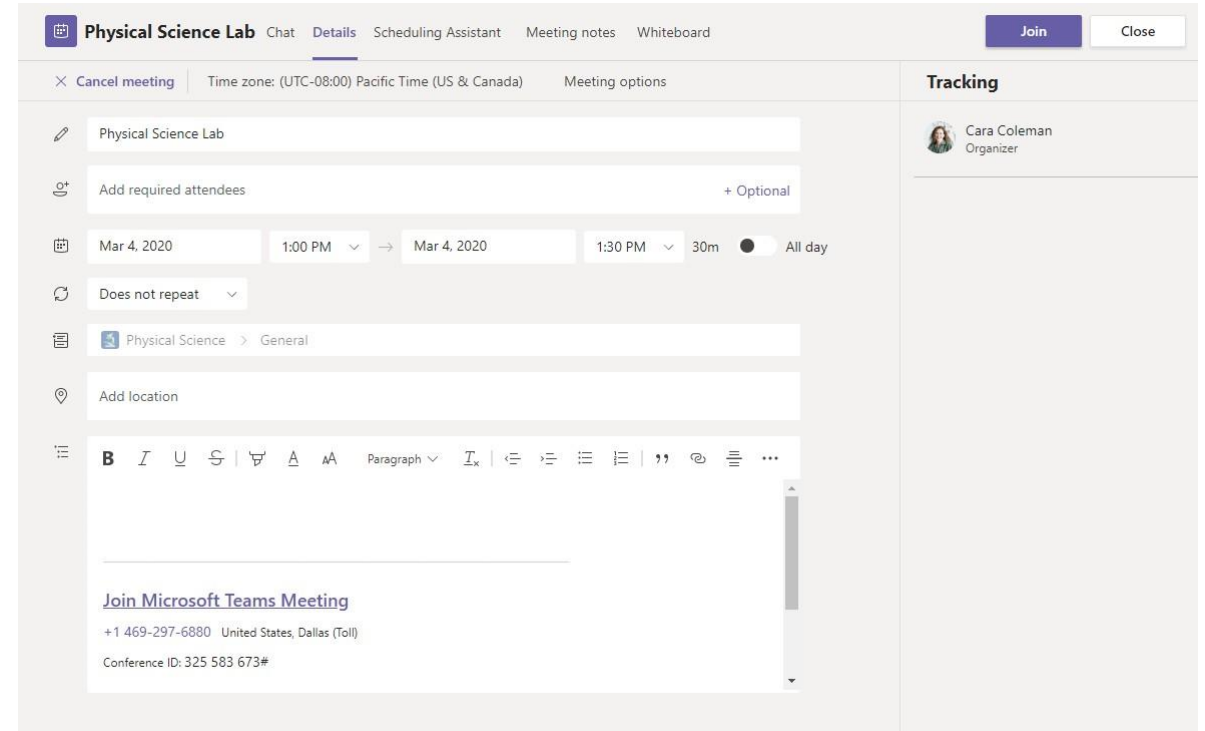 Physical Science Lab Chat Details Scheduling Assistant Meeting notes Whiteboard Join Close
Cancel meeting Time zone: (UTC-08:00) Pacific Time (US & Canada) Meeting options
Tracking
Physical Science Lab
Cara Coleman
Organizer
Add required attendees + Optional
Mar 4, 2020 1:00 PM → Mar 4, 2020 1:30 PM 30m All day
Does not repeat
Physical Science > General
Add location
B I U S A AA Paragraph Tx
Join Microsoft Teams Meeting
+1 469-297-6880 United States, Dallas (Toll)
Conference ID: 325 583 673#